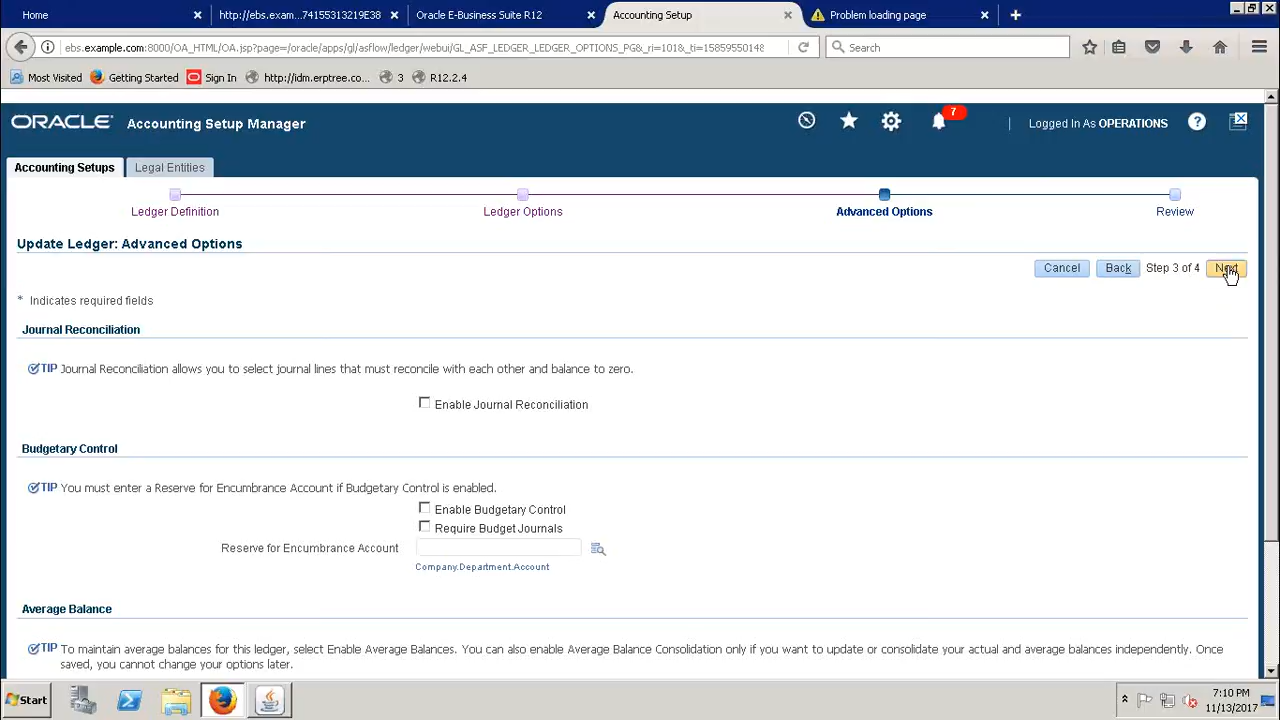 Home
http://ebs.exam...74155313219E38
Oracle E-Business Suite R12
Accounting Setup
Problem loading page
ebs.example.com:8000/OA_HTML/OA.jsp?page=/oracle/apps/gl/asflow/ledger/webui/GL_ASF_LEDGER_LEDGER_OPTIONS_PG&_ri=101&_ti=15859550148
Search
Most Visited
Getting Started
Sign In
http://idm.erptree.co...
3
R12.2.4
ORACLE
Accounting Setup Manager
7
Logged In As OPERATIONS
Accounting Setups
Legal Entities
Ledger Definition
Ledger Options
Advanced Options
Review
Update Ledger: Advanced Options
Cancel
Back
Step 3 of 4
Next
* Indicates required fields
Journal Reconciliation
TIP Journal Reconciliation allows you to select journal lines that must reconcile with each other and balance to zero.
Enable Journal Reconciliation
Budgetary Control
TIP You must enter a Reserve for Encumbrance Account if Budgetary Control is enabled.
Enable Budgetary Control
Require Budget Journals
Reserve for Encumbrance Account
Company.Department.Account
Average Balance
TIP To maintain average balances for this ledger, select Enable Average Balances. You can also enable Average Balance Consolidation only if you want to update or consolidate your actual and average balances independently. Once
saved, you cannot change your options later.
Start
7:10 PM
11/13/2017